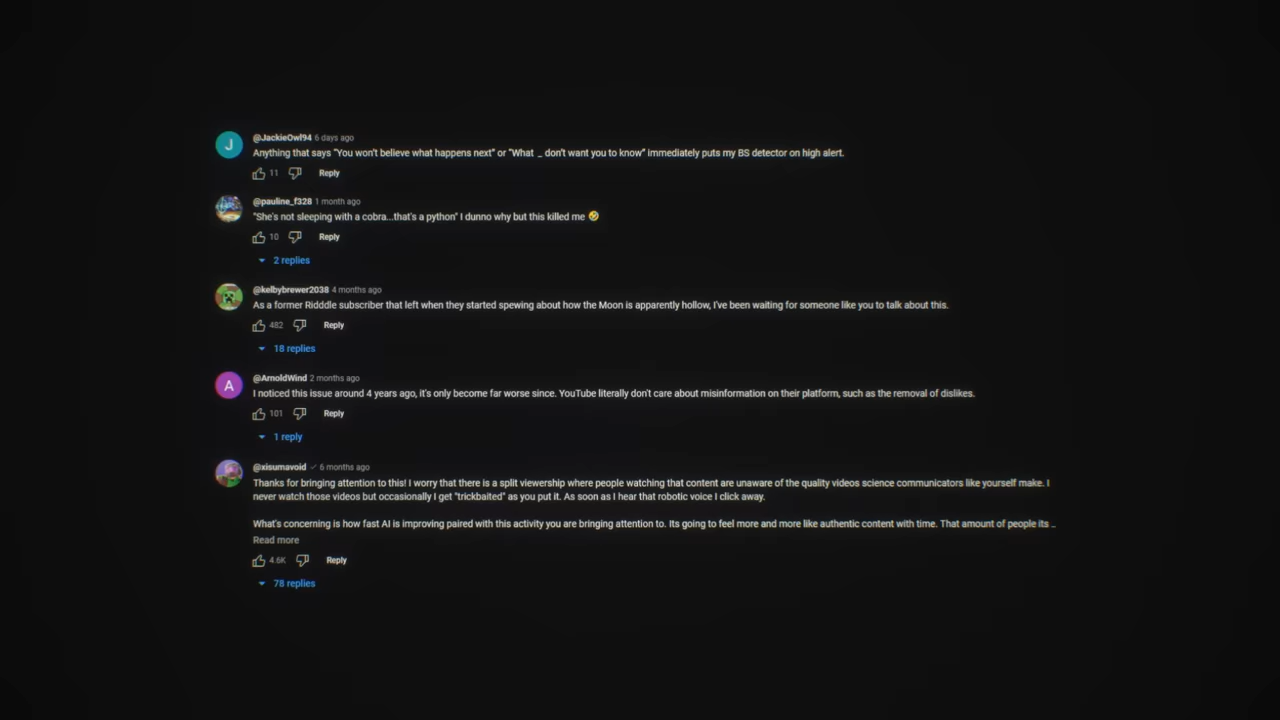 J
@JackieOwl94 6 days ago
Anything that says "You won't believe what happens next" or "What _ don't want you to know" immediately puts my BS detector on high alert.
11 Reply
@pauline_f328 1 month ago
"She's not sleeping with a cobra...that's a python" I dunno why but this killed me 🤣
10 Reply
2 replies
@kelbybrewer2038 4 months ago
As a former Ridddle subscriber that left when they started spewing about how the Moon is apparently hollow, I've been waiting for someone like you to talk about this.
482 Reply
18 replies
A
@ArnoldWind 2 months ago
I noticed this issue around 4 years ago, it's only become far worse since. YouTube literally don't care about misinformation on their platform, such as the removal of dislikes.
101 Reply
1 reply
@xisumavoid ✓ 6 months ago
Thanks for bringing attention to this! I worry that there is a split viewership where people watching that content are unaware of the quality videos science communicators like yourself make. I
never watch those videos but occasionally I get "trickbaited" as you put it. As soon as I hear that robotic voice I click away.
What's concerning is how fast AI is improving paired with this activity you are bringing attention to. Its going to feel more and more like authentic content with time. That amount of people its ...
Read more
4.6K Reply
78 replies